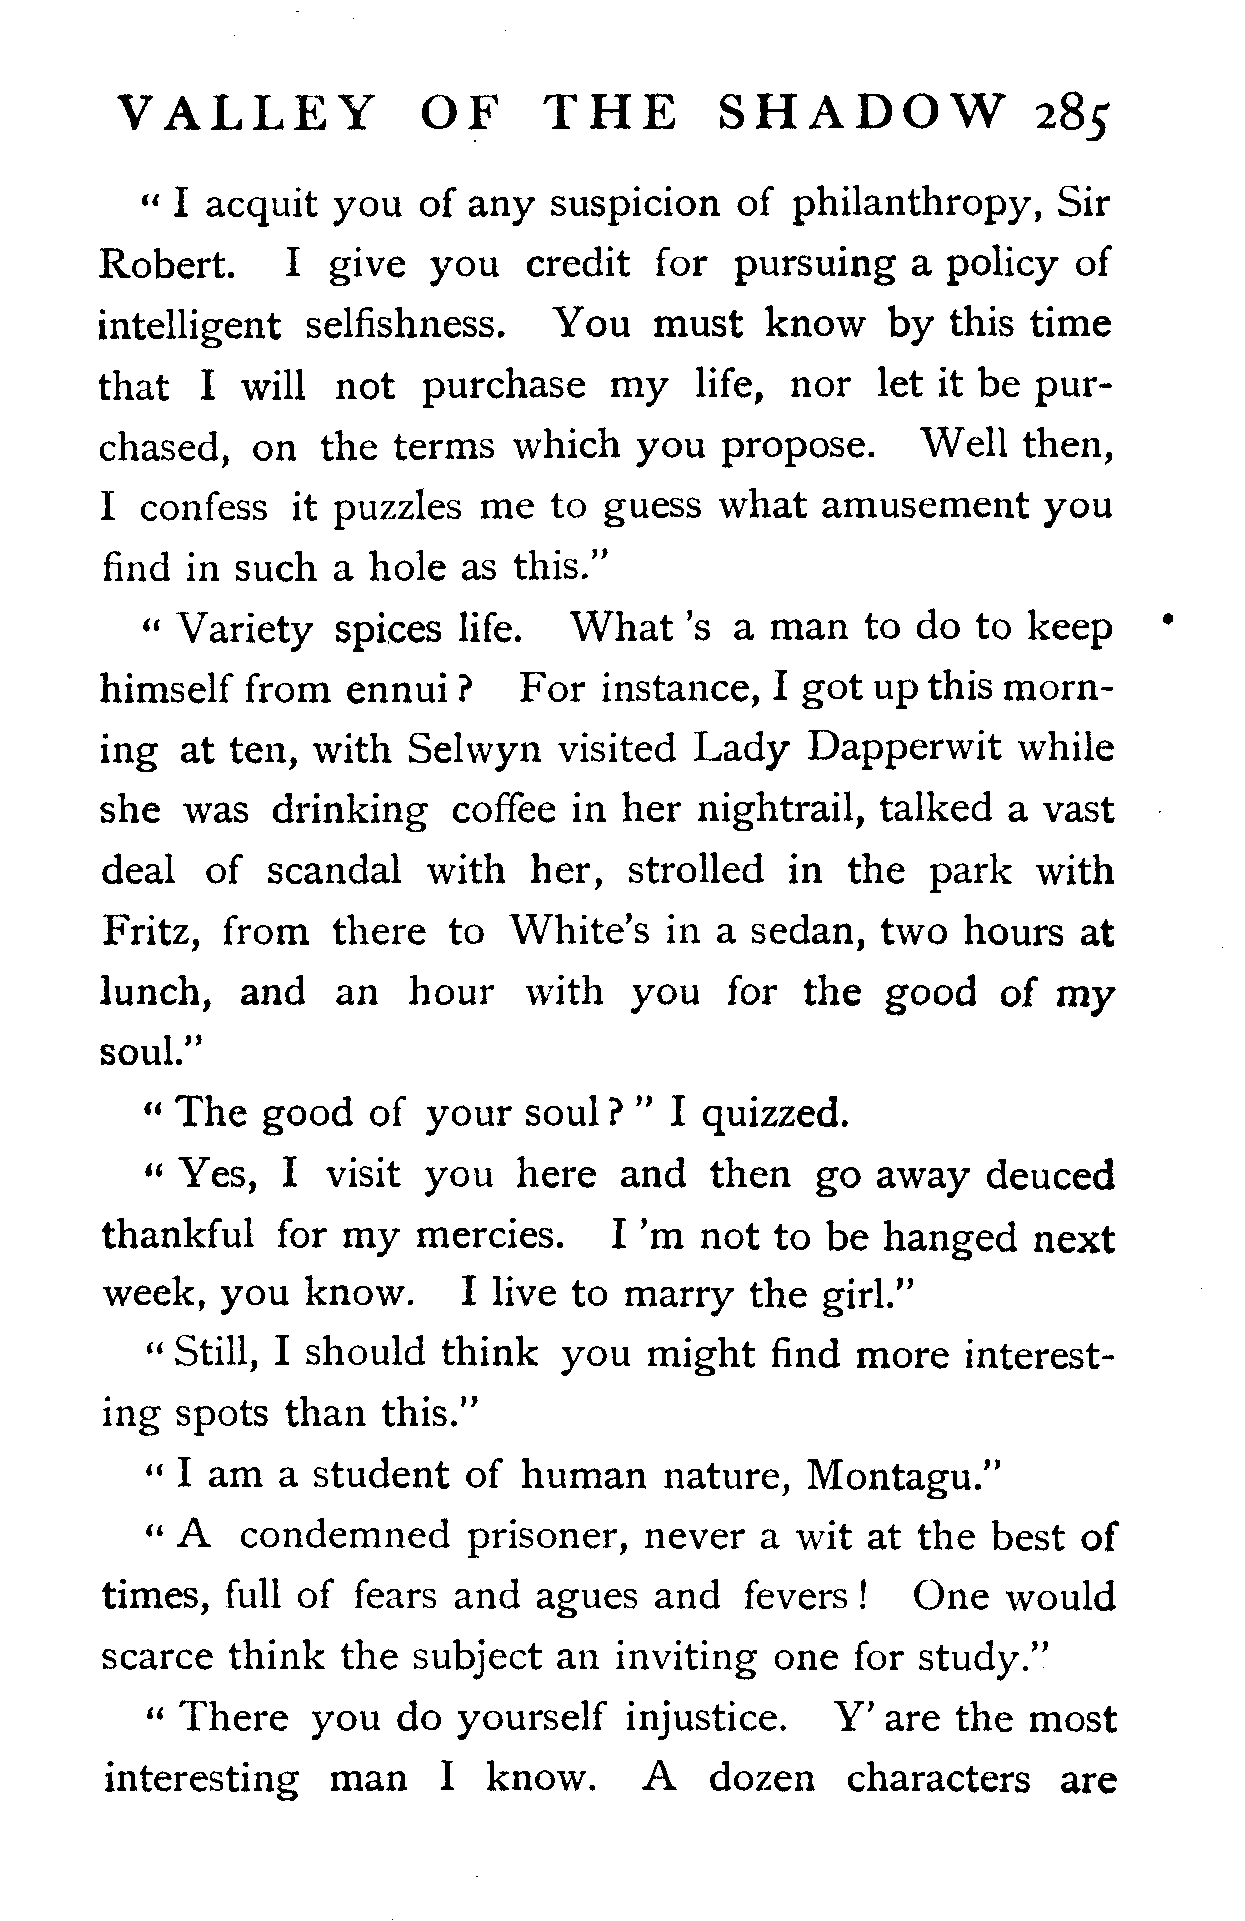 VALLEY OF THE SHADOW 285
“ I acquit you of any suspicion of philanthropy, Sir
Robert. I give you credit for pursuing a policy of
intelligent selfishness. You must know by this time
that I will not purchase my life, nor let it be pur-
chased, on the terms which you propose. Well then,
I confess it puzzles me to guess what amusement you
find in such a hole as this.”
“ Variety spices life. What 's a man to do to keep
himself from ennui ? For instance, I got up this morn-
ing at ten, with Selwyn visited Lady Dapperwit while
she was drinking coffee in her nightrail, talked a vast
deal of scandal with her, strolled in the park with
Fritz, from there to White's in a sedan, two hours at
lunch, and an hour with you for the good of my
soul.”
“ The good of your soul ? ” I quizzed.
“ Yes, I visit you here and then go away deuced
thankful for my mercies. I 'm not to be hanged next
week, you know. I live to marry the girl.”
“ Still, I should think you might find more interest-
ing spots than this.”
“ I am a student of human nature, Montagu.”
“ A condemned prisoner, never a wit at the best of
times, full of fears and agues and fevers ! One would
scarce think the subject an inviting one for study.”
“ There you do yourself injustice. Y' are the most
interesting man I know. A dozen characters are